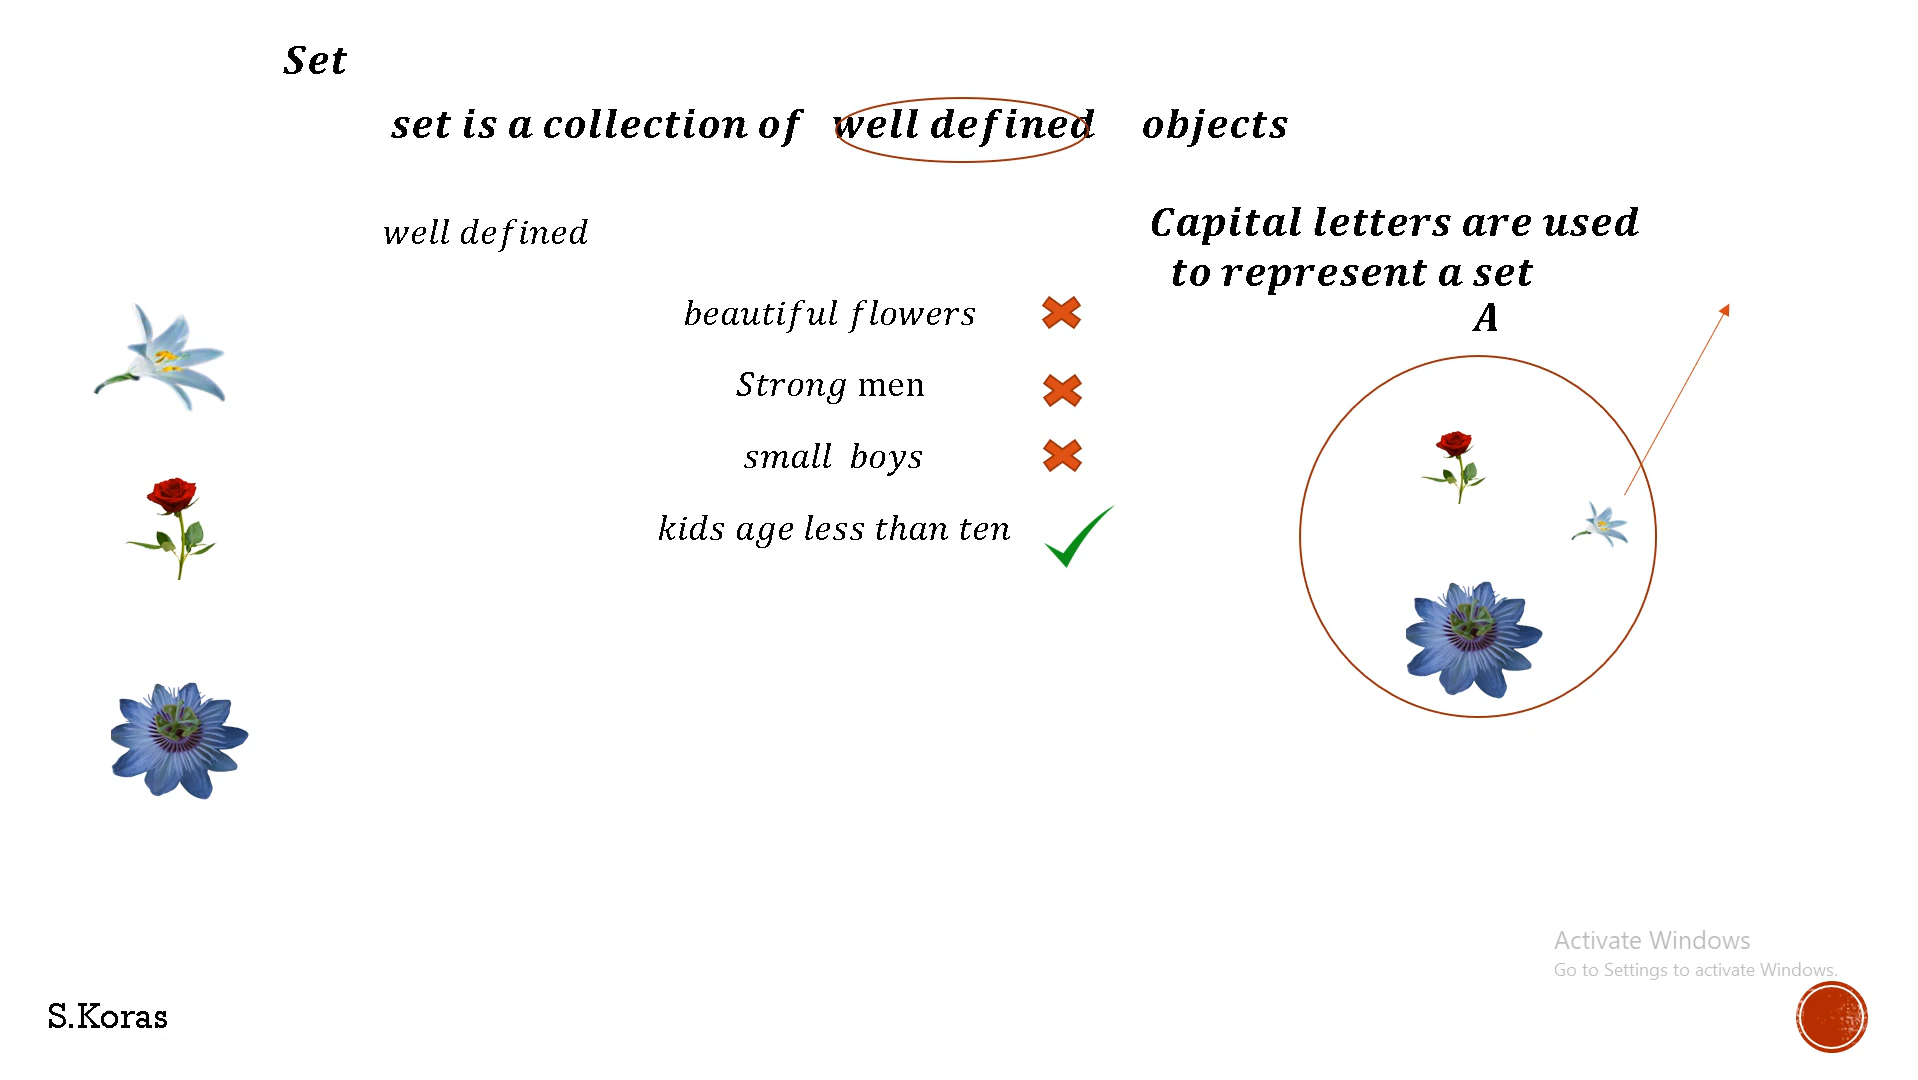 Set
set is a collection of well defined objects
well defined
Capital letters are used
to represent a set
A
beautiful flowers
Strong men
small boys
kids age less than ten
Activate Windows
Go to Settings to activate Windows.
S.Koras